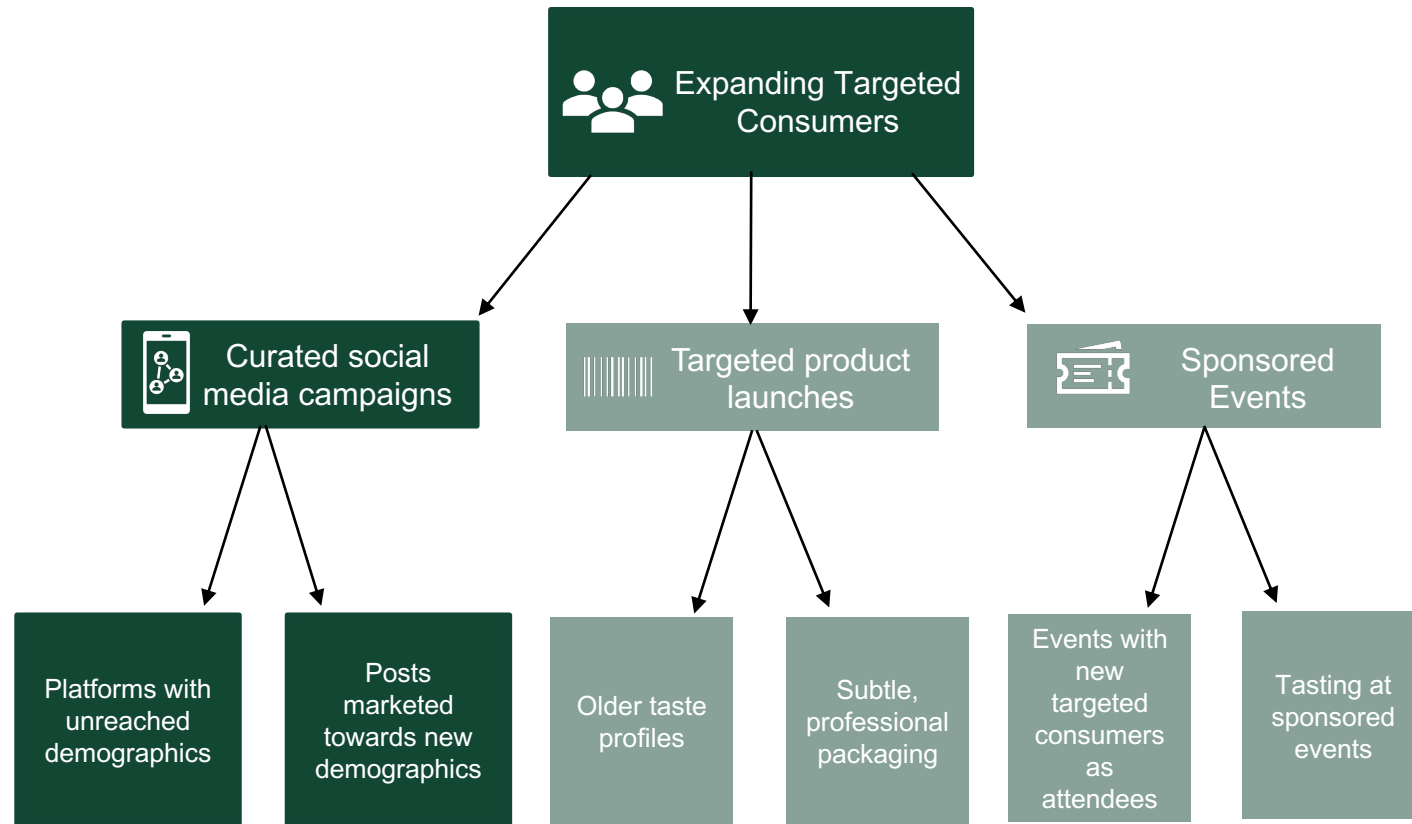 Expanding Targeted
Consumers
Curated social
media campaigns
Targeted product
launches
Sponsored
Events
Platforms with
unreached
demographics
Posts
marketed
towards new
demographics
Older taste
profiles
Subtle,
professional
packaging
Events with
new
targeted
consumers
as
attendees
Tasting at
sponsored
events